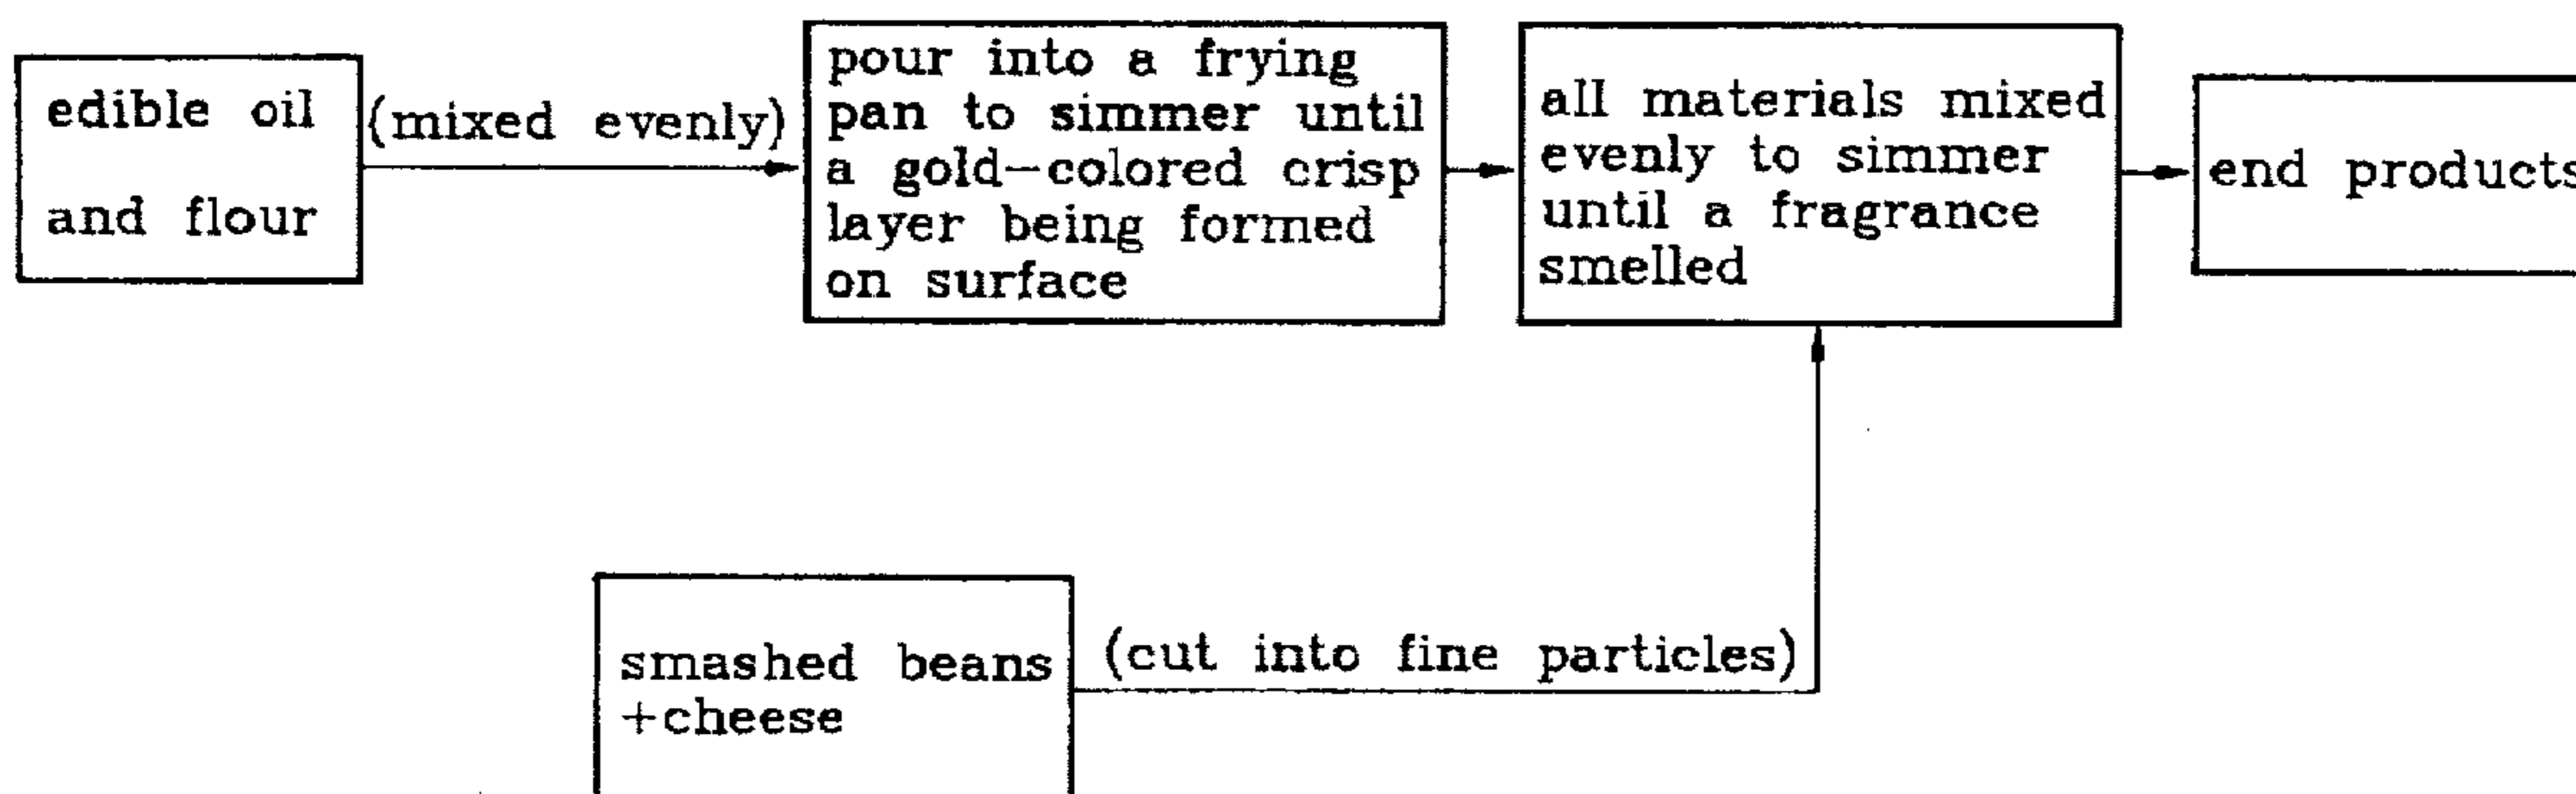 edible oil
and flour
(mixed evenly)
pour into a frying
pan to simmer until
a gold-colored crisp
layer being formed
on surface
all materials mixed
evenly to simmer
until a fragrance
smelled
end products
smashed beans
+cheese
(cut into fine particles)